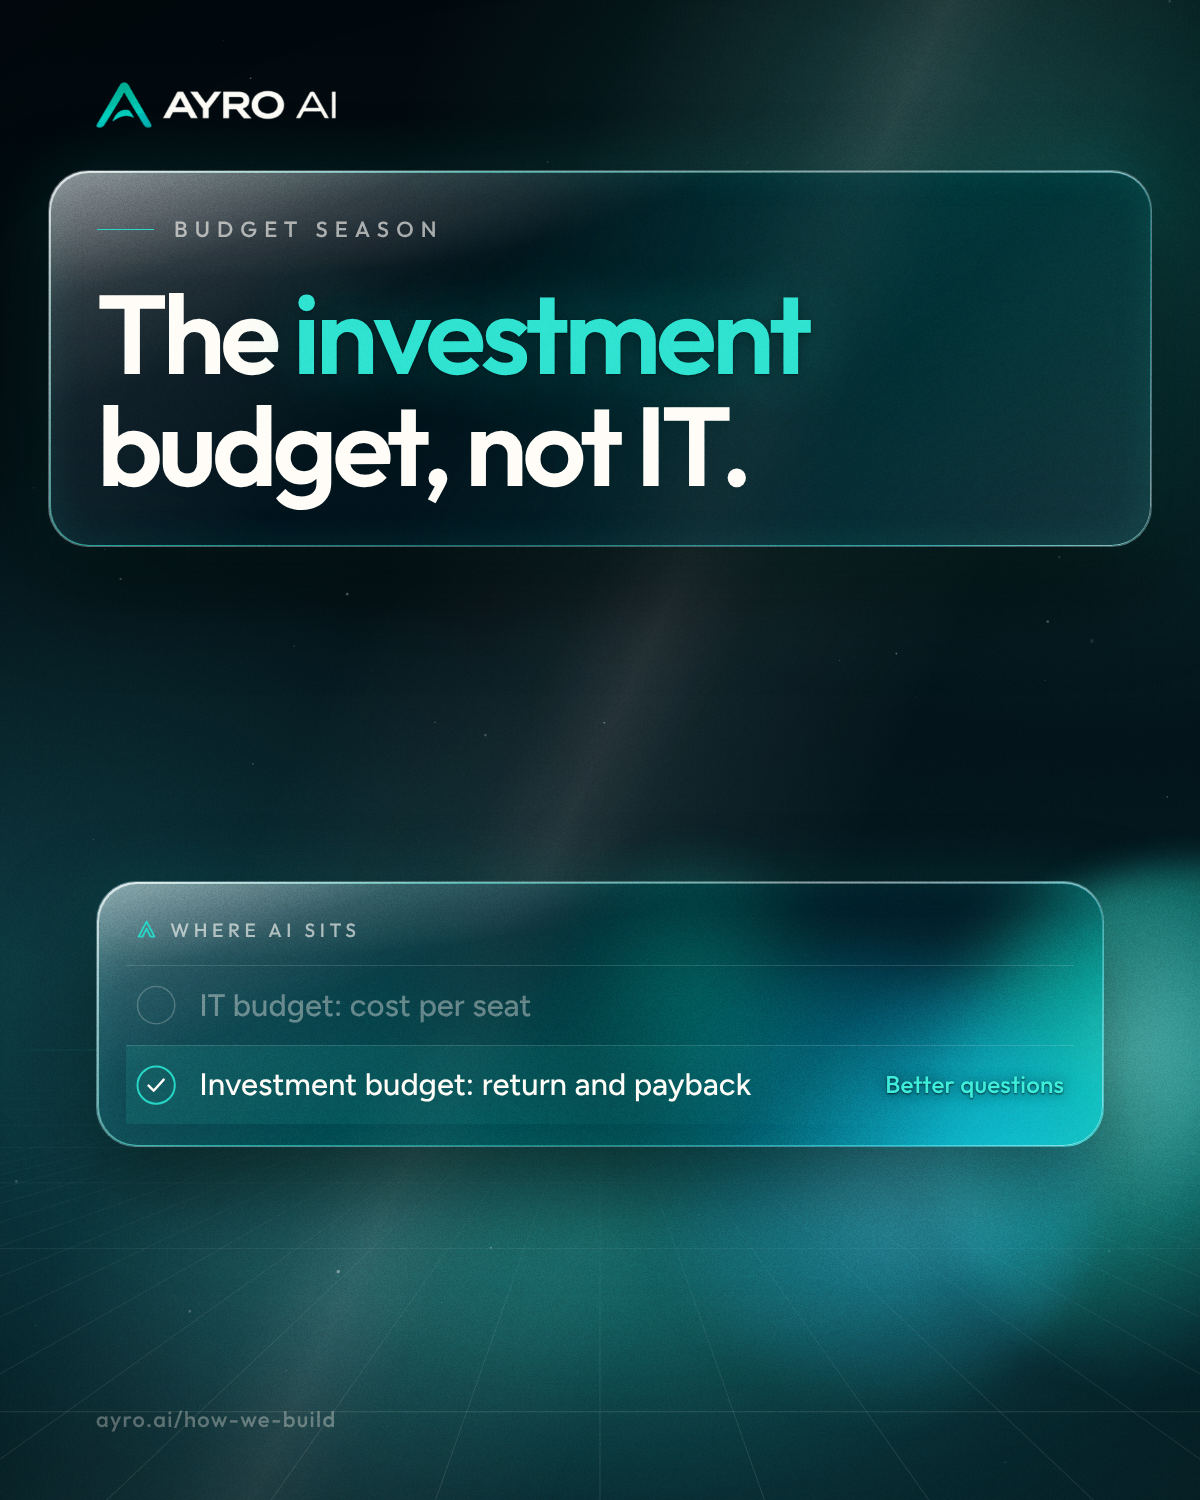 AYRO AI
BUDGET SEASON
The investment
budget, not IT.
WHERE AI SITS
IT budget: cost per seat
Investment budget: return and payback
Better questions
ayro.ai/how-we-build